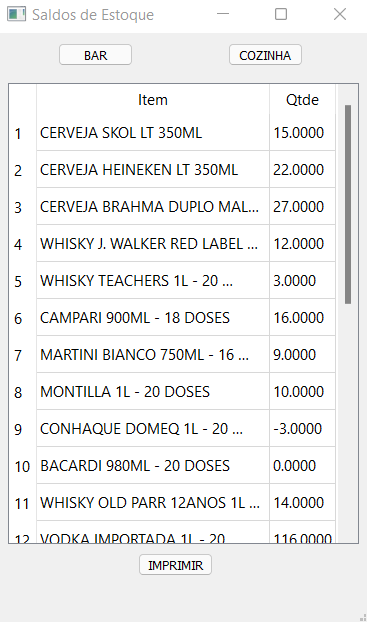 Saldos de Estoque
BAR COZINHA
Item Qtde
1 CERVEJA SKOL LT 350ML 15.0000
2 CERVEJA HEINEKEN LT 350ML 22.0000
3 CERVEJA BRAHMA DUPLO MAL... 27.0000
4 WHISKY J. WALKER RED LABEL ... 12.0000
5 WHISKY TEACHERS 1L - 20 ... 3.0000
6 CAMPARI 900ML - 18 DOSES 16.0000
7 MARTINI BIANCO 750ML - 16 ... 9.0000
8 MONTILLA 1L - 20 DOSES 10.0000
9 CONHAQUE DOMEQ 1L - 20 ... -3.0000
10 BACARDI 980ML - 20 DOSES 0.0000
11 WHISKY OLD PARR 12ANOS 1L ... 14.0000
12 VODKA IMPORTADA 1L - 20 116.0000
IMPRIMIR